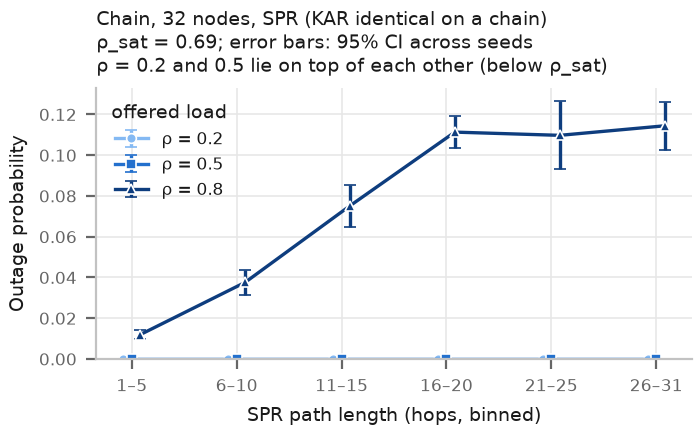 Chain, 32 nodes, SPR (KAR identical on a chain)
ρ_sat = 0.69; error bars: 95% CI across seeds
ρ = 0.2 and 0.5 lie on top of each other (below ρ_sat)
offered load
ρ = 0.2
ρ = 0.5
ρ = 0.8
Outage probability
0.12
0.10
0.08
0.06
0.04
0.02
0.00
1–5
6–10
11–15
16–20
21–25
26–31
SPR path length (hops, binned)